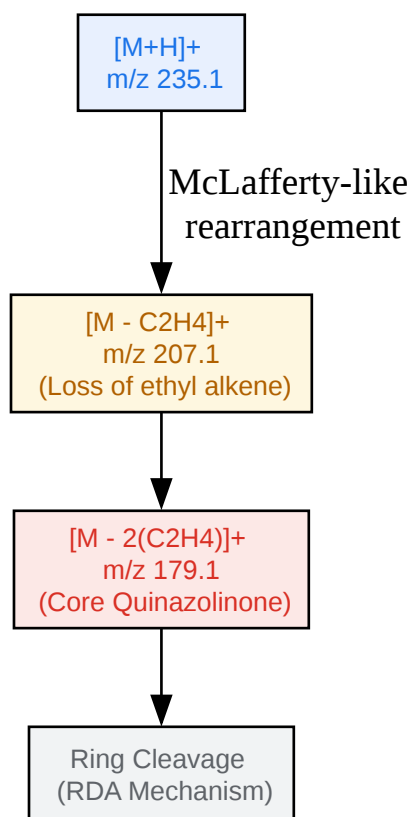 [M+H]+
m/z 235.1
McLafferty-like
rearrangement
[M - C2H4]+
m/z 207.1
(Loss of ethyl alkene)
[M - 2(C2H4)]+
m/z 179.1
(Core Quinazolinone)
Ring Cleavage
(RDA Mechanism)